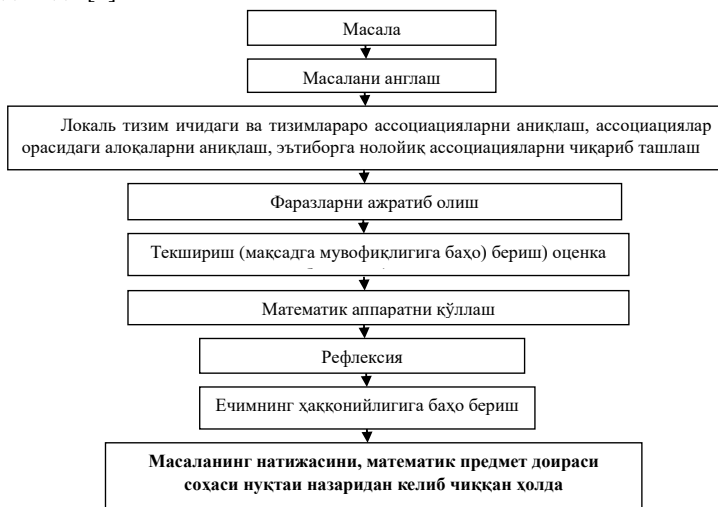 Масала
Масалани англаш
Локаль тизим ичидаги ва тизимлараро ассоциацияларни аниқлаш, ассоциациялар
орасидаги алоқаларни аниқлаш, эътиборга нолойиқ ассоциацияларни чиқариб ташлаш
Фаразларни ажратиб олиш
Текшириш (мақсадга мувофиқлигига баҳо) бериш) оценка
Математик аппаратни қўллаш
Рефлексия
Ечимнинг ҳаққонийлигига баҳо бериш
Масаланинг натижасини, математик предмет доираси
соҳаси нуқтаи назаридан келиб чиққан ҳолда